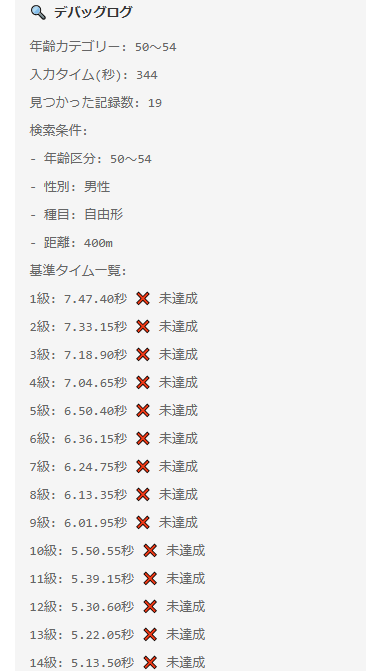 🔍 デバッグログ
年齢カテゴリー: 50～54
入力タイム(秒): 344
見つかった記録数: 19
検索条件:
- 年齢区分: 50～54
- 性別: 男性
- 種目: 自由形
- 距離: 400m
基準タイム一覧:
1級: 7.47.40秒 ❌ 未達成
2級: 7.33.15秒 ❌ 未達成
3級: 7.18.90秒 ❌ 未達成
4級: 7.04.65秒 ❌ 未達成
5級: 6.50.40秒 ❌ 未達成
6級: 6.36.15秒 ❌ 未達成
7級: 6.24.75秒 ❌ 未達成
8級: 6.13.35秒 ❌ 未達成
9級: 6.01.95秒 ❌ 未達成
10級: 5.50.55秒 ❌ 未達成
11級: 5.39.15秒 ❌ 未達成
12級: 5.30.60秒 ❌ 未達成
13級: 5.22.05秒 ❌ 未達成
14級: 5.13.50秒 ❌ 未達成